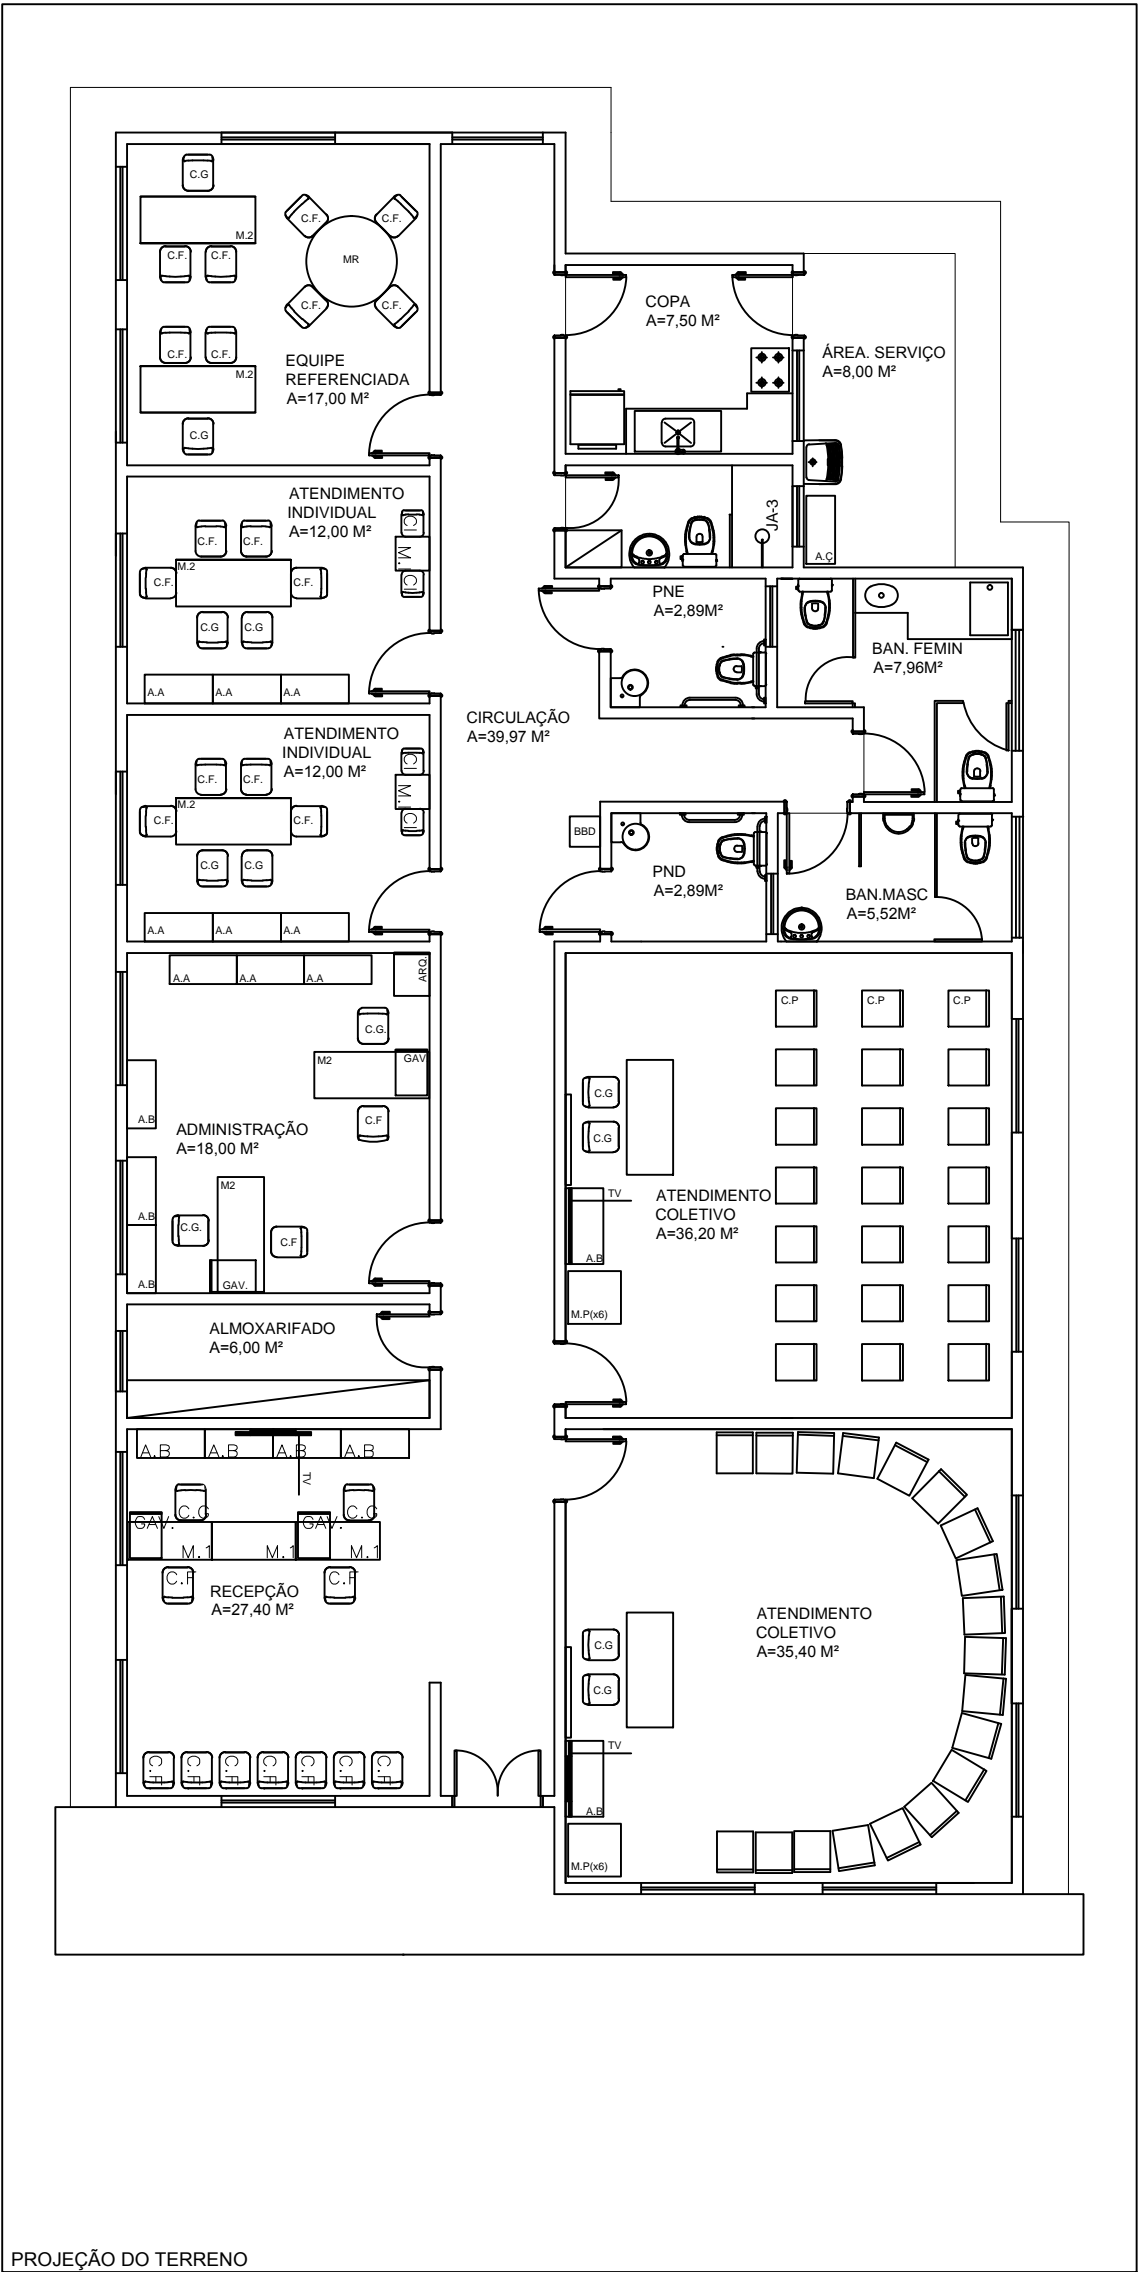 C.G
M.2
C.F.
C.F.
C.F.
C.F.
MR
C.F.
C.F.
C.F.
C.F.
M.2
C.G
EQUIPE
REFERENCIADA
A=17,00 M²
COPA
A=7,50 M²
ÁREA. SERVIÇO
A=8,00 M²
ATENDIMENTO
INDIVIDUAL
A=12,00 M²
C.F.
C.F.
M.2
C.F.
C.F.
C.G
C.G
CI
M.I
CI
A.A
A.A
A.A
JA-3
A.Ç
PNE
A=2,89M²
BAN. FEMIN
A=7,96M²
CIRCULAÇÃO
A=39,97 M²
ATENDIMENTO
INDIVIDUAL
A=12,00 M²
C.F.
C.F.
M.2
C.F.
C.F.
C.G
C.G
CI
M.I
CI
A.A
A.A
A.A
BBD
PND
A=2,89M²
BAN.MASC
A=5,52M²
A.A
A.A
A.A
ARQ.
C.G.
M2
GAV
C.F
A.B
ADMINISTRAÇÃO
A=18,00 M²
M2
A.B
C.G.
C.F
A.B
GAV.
C.P
C.P
C.P
C.G
C.G
TV
ATENDIMENTO
COLETIVO
A=36,20 M²
A.B
M.P(x6)
ALMOXARIFADO
A=6,00 M²
A.B
A.B
A.B
A.B
TV
C.G
C.G
GAV.
GAV.
M.1
M.1
M.1
C.F
C.F
RECEPÇÃO
A=27,40 M²
ATENDIMENTO
COLETIVO
A=35,40 M²
C.G
C.G
TV
A.B
M.P(x6)
C.F
C.F
C.F
C.F
C.F
C.F
C.F
PROJEÇÃO DO TERRENO